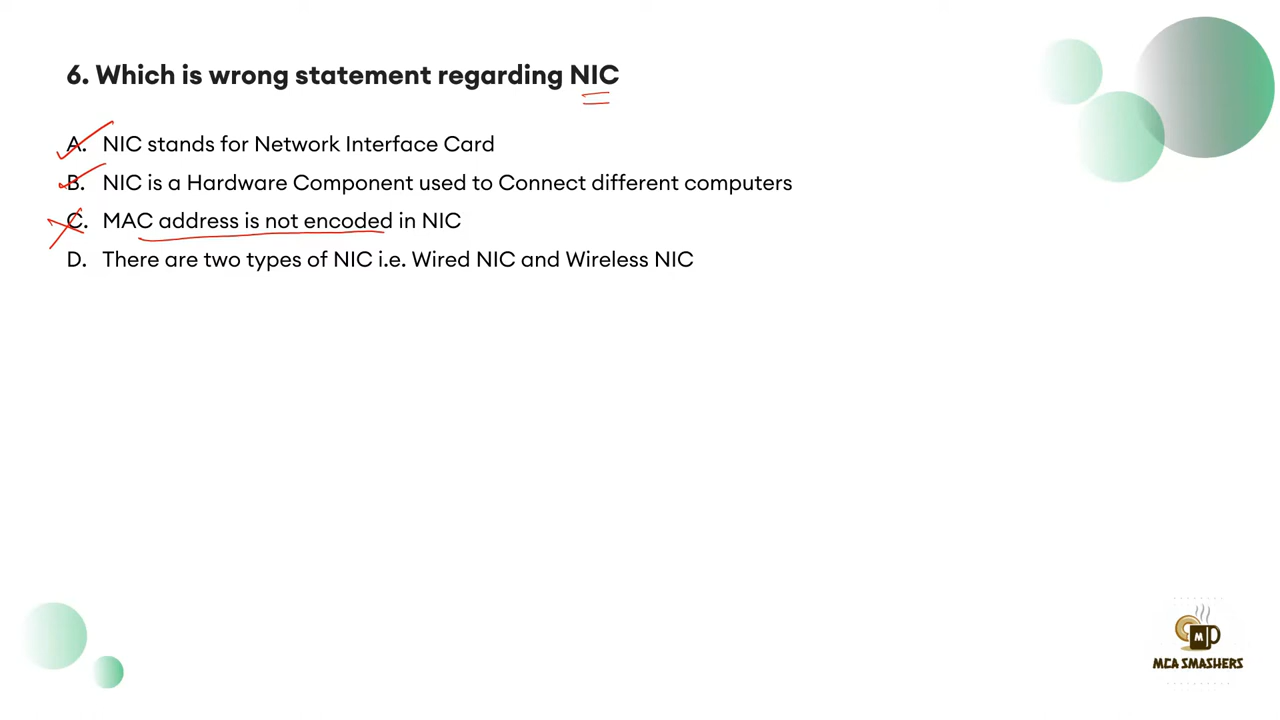 6. Which is wrong statement regarding NIC
A. NIC stands for Network Interface Card
B. NIC is a Hardware Component used to Connect different computers
C. MAC address is not encoded in NIC
D. There are two types of NIC i.e. Wired NIC and Wireless NIC
M
MCA SMASHERS